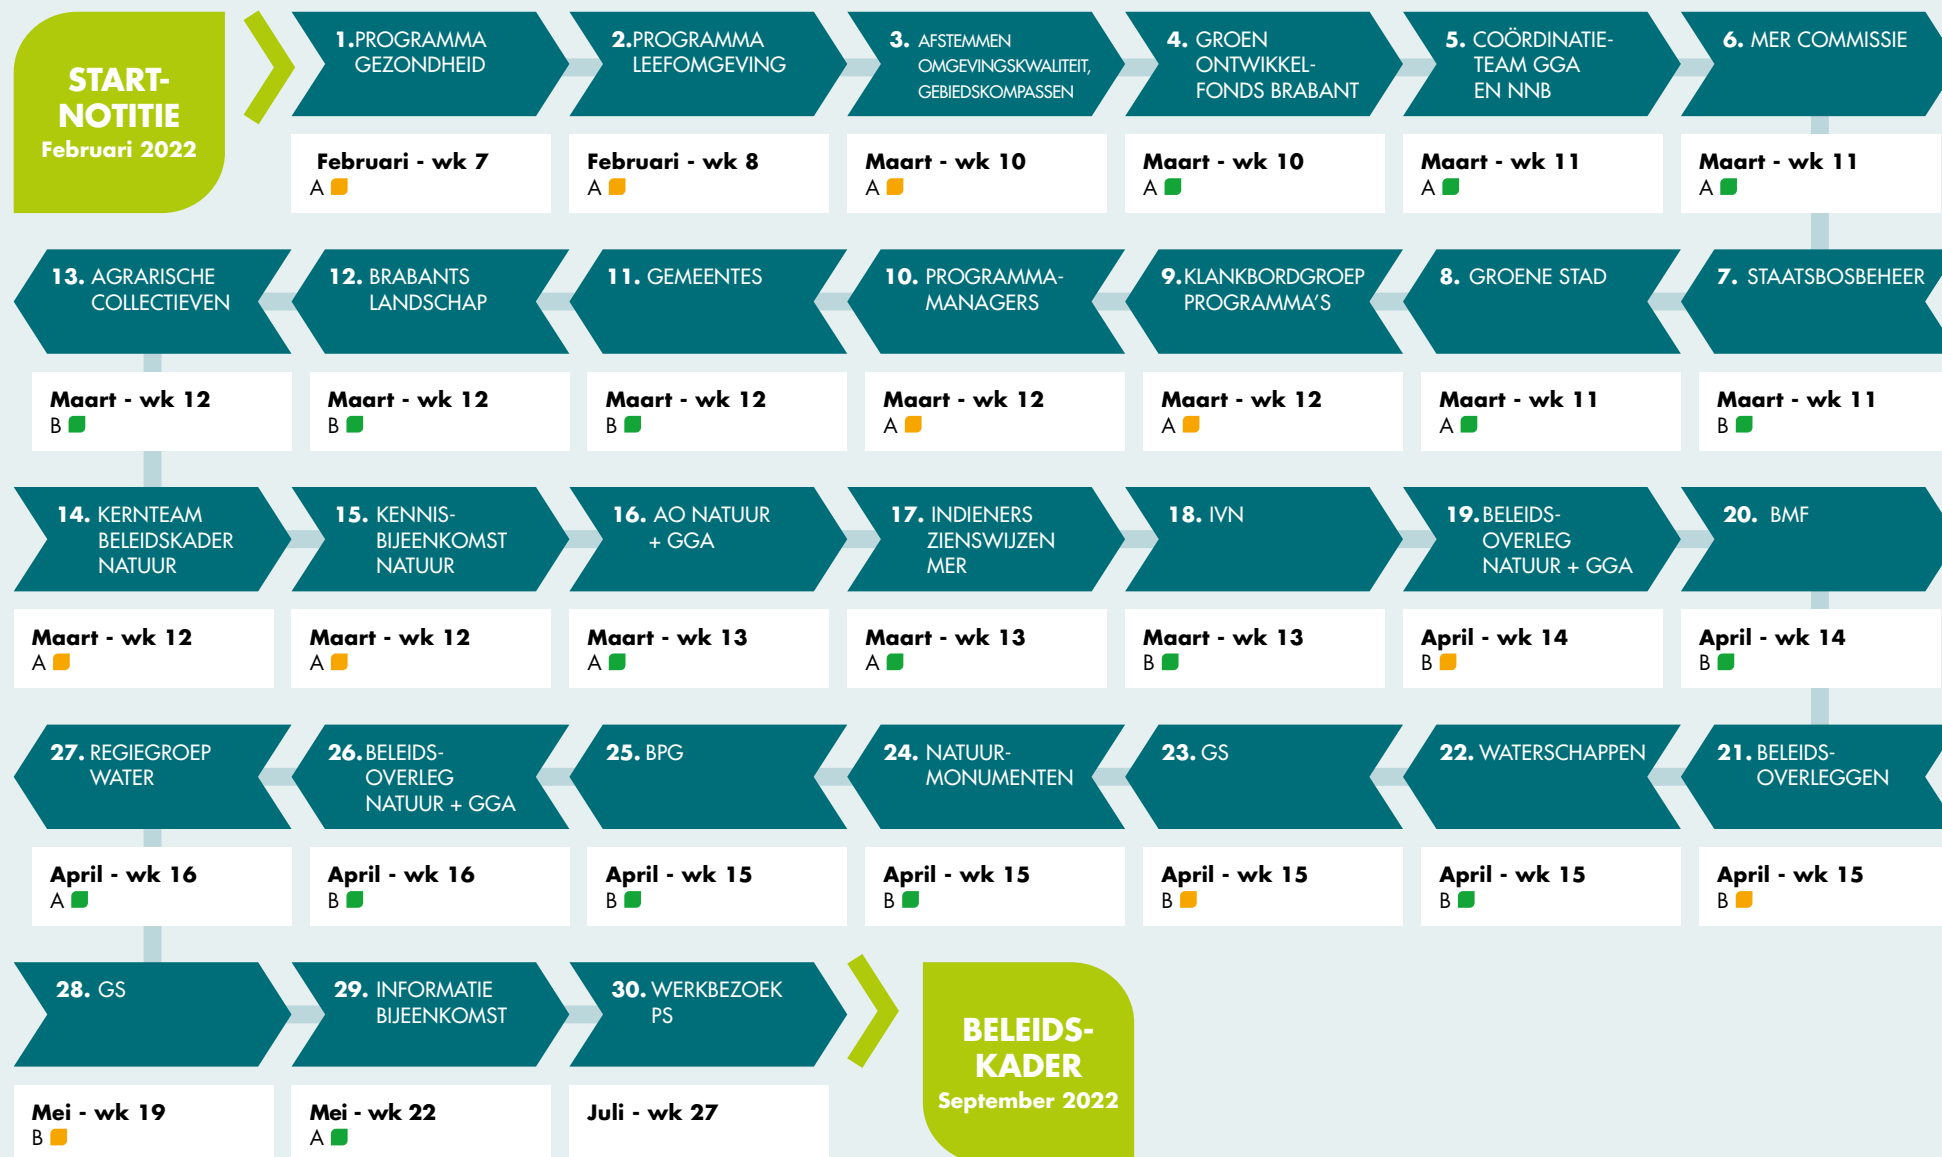 START-
NOTITIE
Februari 2022
1.PROGRAMMA
GEZONDHEID
Februari - wk 7
A
2.PROGRAMMA
LEEFOMGEVING
Februari - wk 8
A
3. AFSTEMMEN
OMGEVINGSKWALITEIT,
GEBIEDSKOMPASSEN
Maart - wk 10
A
4. GROEN
ONTWIKKEL-
FONDS BRABANT
Maart - wk 10
A
5. COÖRDINATIE-
TEAM GGA
EN NNB
Maart - wk 11
A
6. MER COMMISSIE
Maart - wk 11
A
7. STAATSBOSBEHEER
Maart - wk 11
B
8. GROENE STAD
Maart - wk 11
A
9.KLANKBORDGROEP
PROGRAMMA'S
Maart - wk 12
A
10. PROGRAMMA-
MANAGERS
Maart - wk 12
A
11. GEMEENTES
Maart - wk 12
B
12. BRABANTS
LANDSCHAP
Maart - wk 12
B
13. AGRARISCHE
COLLECTIEVEN
Maart - wk 12
B
14. KERNTEAM
BELEIDSKADER
NATUUR
Maart - wk 12
A
15. KENNIS-
BIJEENKOMST
NATUUR
Maart - wk 12
A
16. AO NATUUR
+ GGA
Maart - wk 13
A
17. INDIENERS
ZIENSWIJZEN
MER
Maart - wk 13
A
18. IVN
Maart - wk 13
B
19.BELEIDS-
OVERLEG
NATUUR + GGA
April - wk 14
B
20. BMF
April - wk 14
B
21. BELEIDS-
OVERLEGGEN
April - wk 15
B
22. WATERSCHAPPEN
April - wk 15
B
23. GS
April - wk 15
B
24. NATUUR-
MONUMENTEN
April - wk 15
B
25. BPG
April - wk 15
B
26.BELEIDS-
OVERLEG
NATUUR + GGA
April - wk 16
B
27. REGIEGROEP
WATER
April - wk 16
A
28. GS
Mei - wk 19
B
29. INFORMATIE
BIJEENKOMST
Mei - wk 22
A
30. WERKBEZOEK
PS
Juli - wk 27
BELEIDS-
KADER
September 2022